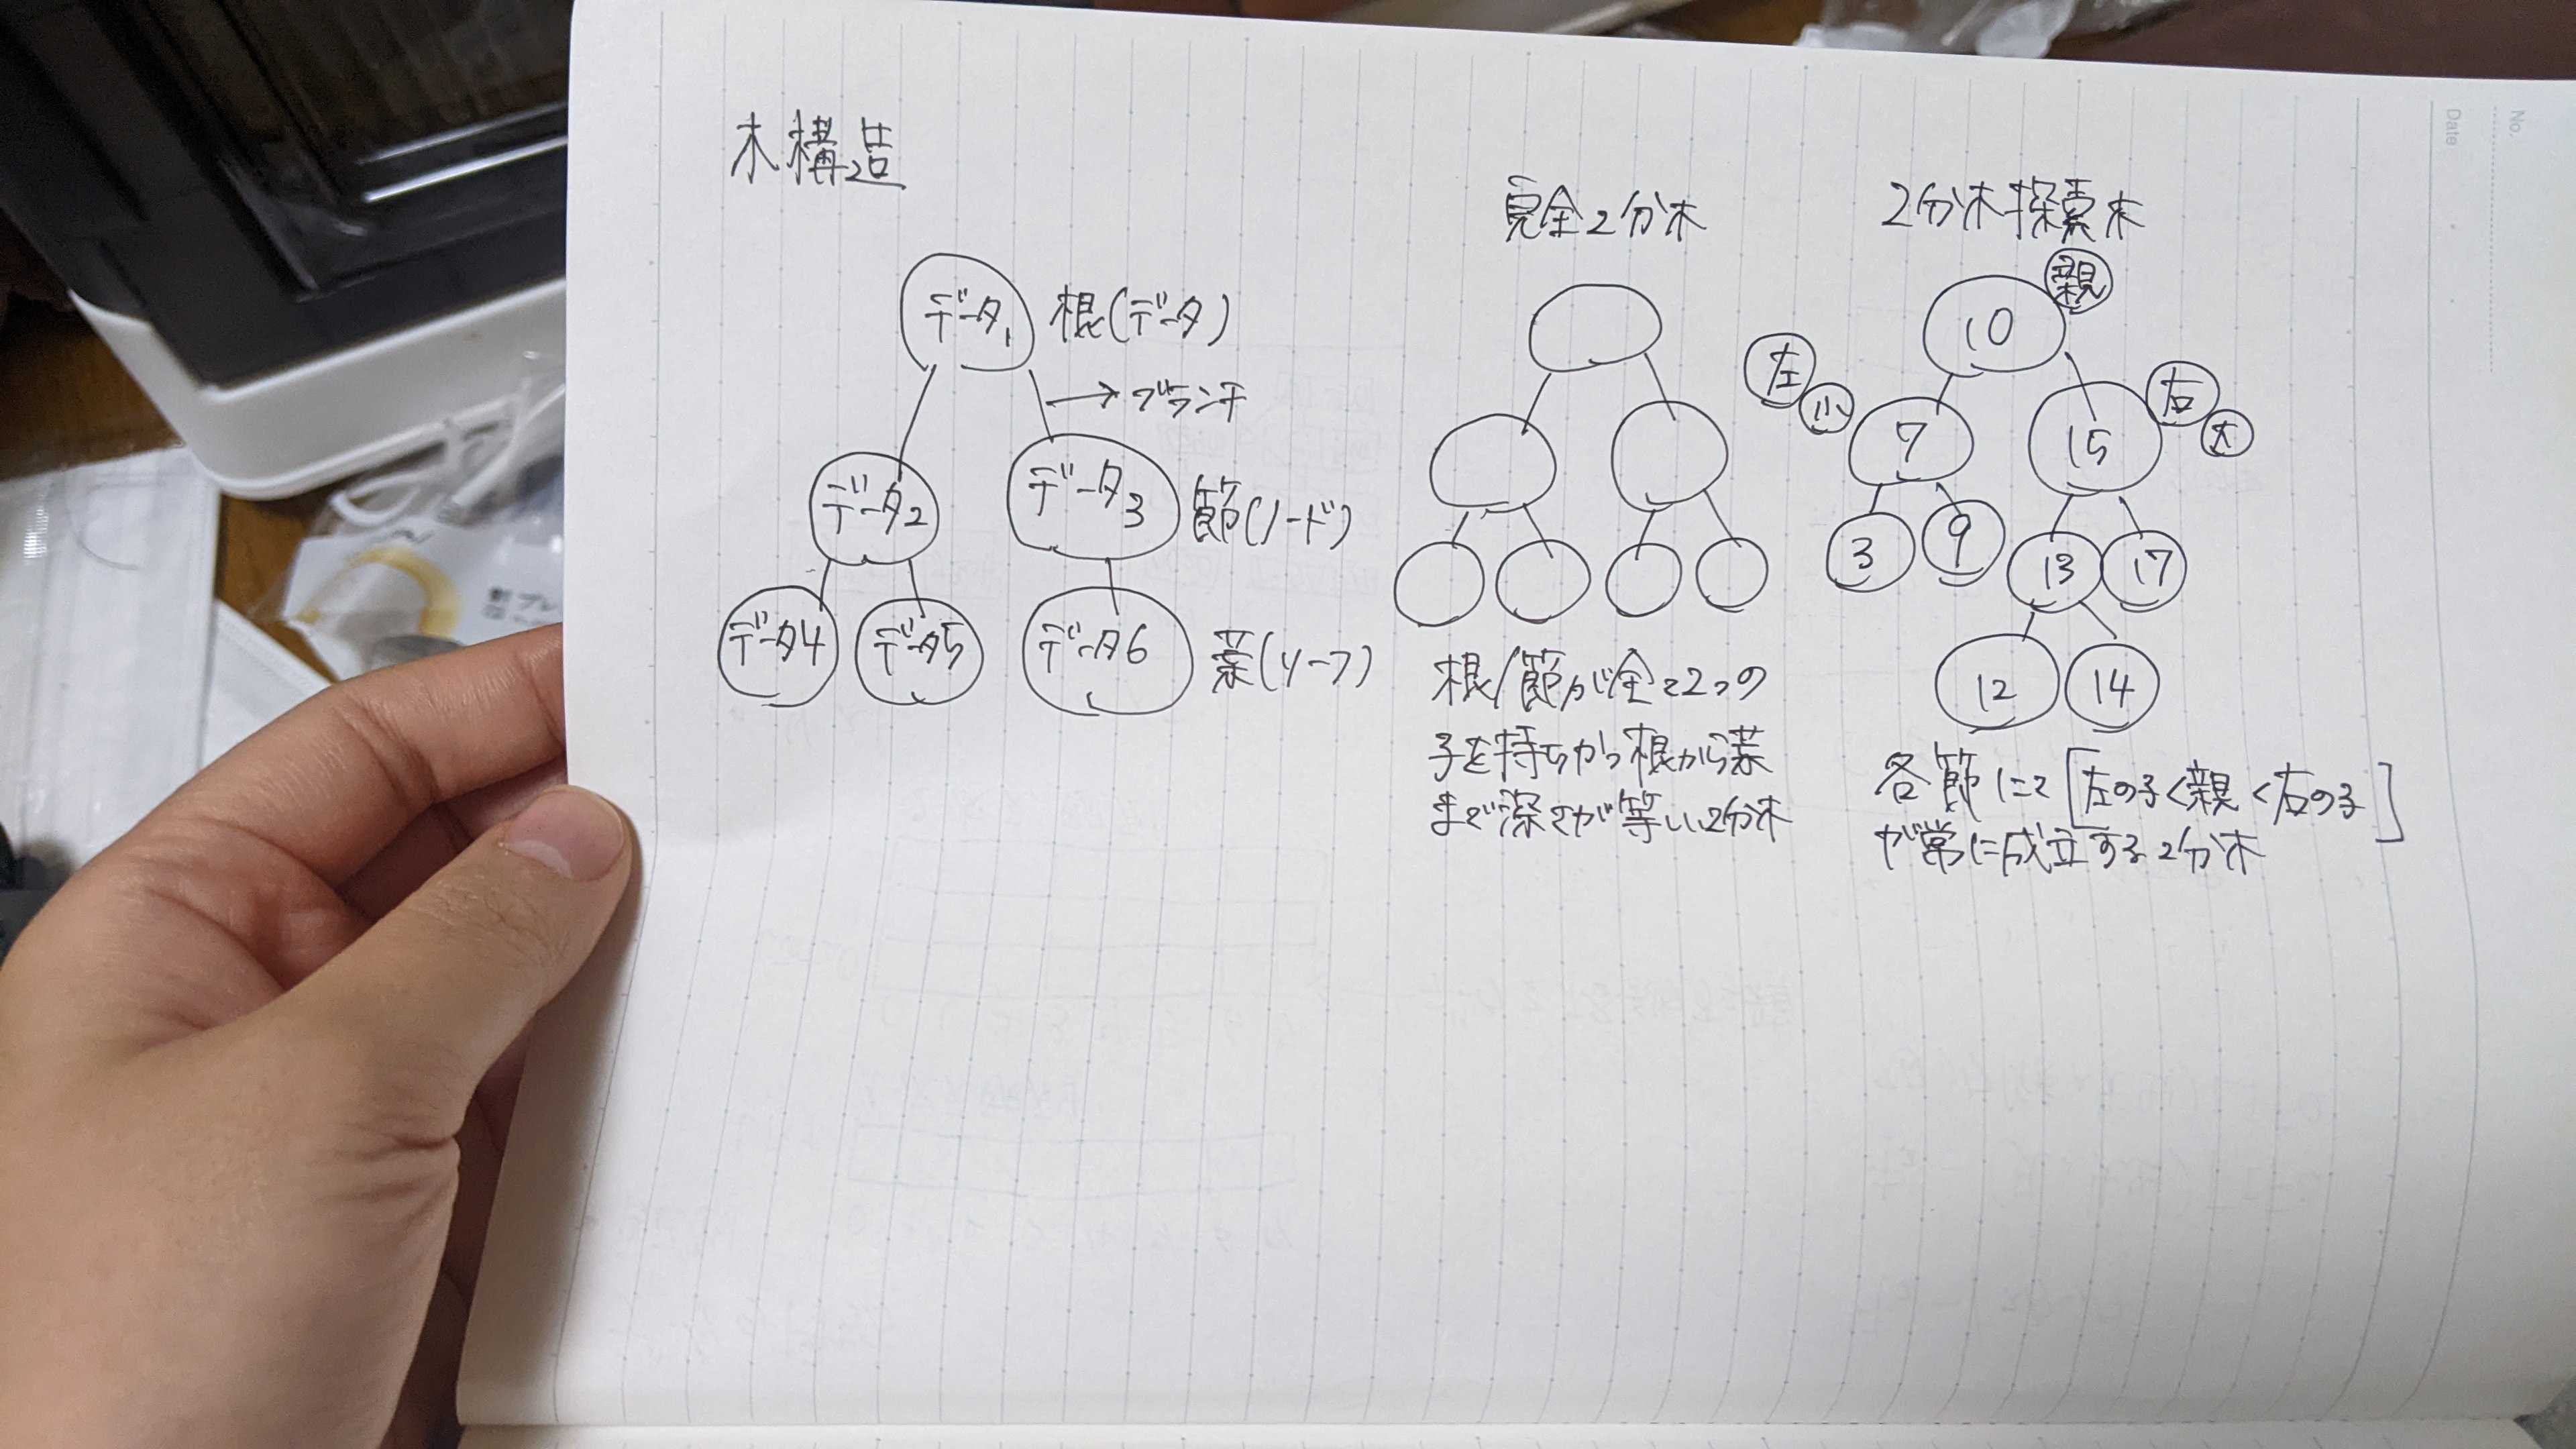 木構造
データ1
根(データ)
→ ブランチ
データ2
データ3
節(ノード)
データ4
データ5
データ6
葉(リーフ)
完全2分木
根/節が全て2つの
子を持ちかつ根から葉
まで深さが等しい2分木
2分木探索木
親
10
左
小
7
15
右
大
3
9
13
17
12
14
各節にて[左の子<親<右の子]
が常に成立する2分木
No.
Date